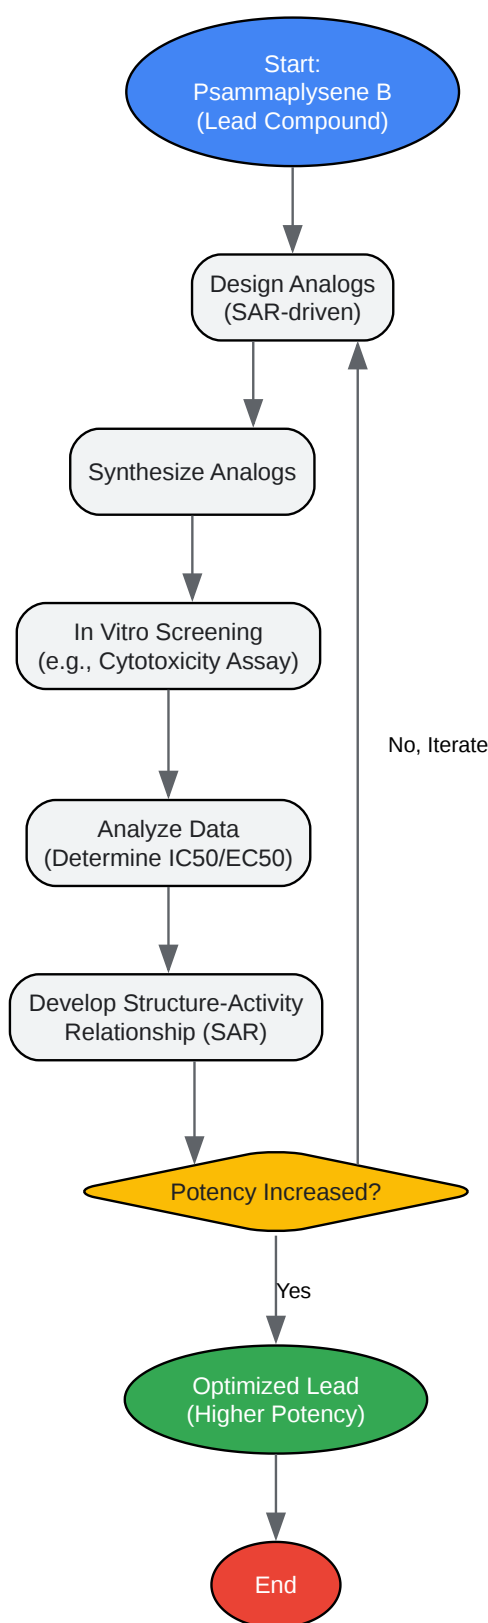 Start:
Psammaplysene B
(Lead Compound)
Design Analogs
(SAR-driven)
Synthesize Analogs
In Vitro Screening
(e.g., Cytotoxicity Assay)
No, Iterate
Analyze Data
(Determine IC50/EC50)
Develop Structure-Activity
Relationship (SAR)
Potency Increased?
Yes
Optimized Lead
(Higher Potency)
End